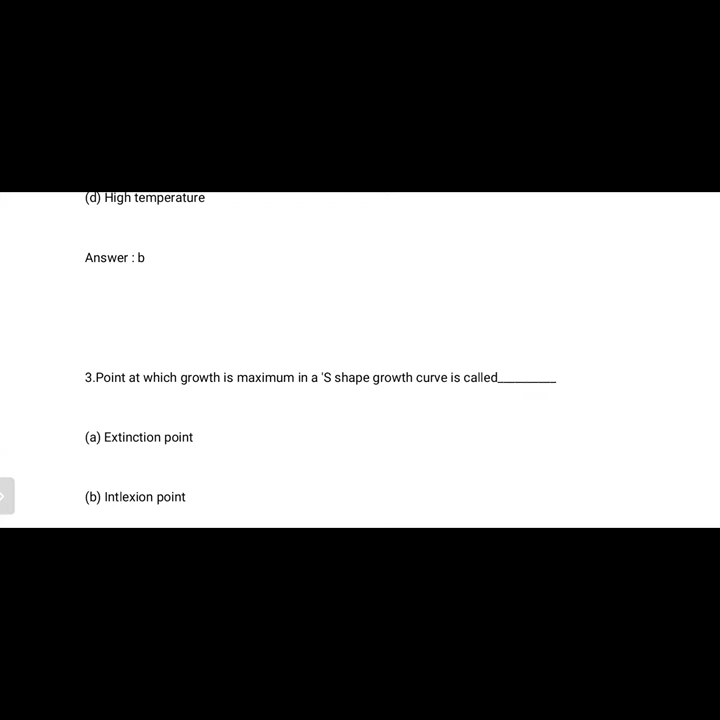 (d) High temperature
Answer : b
3.Point at which growth is maximum in a 'S shape growth curve is called_________
(a) Extinction point
(b) Intlexion point